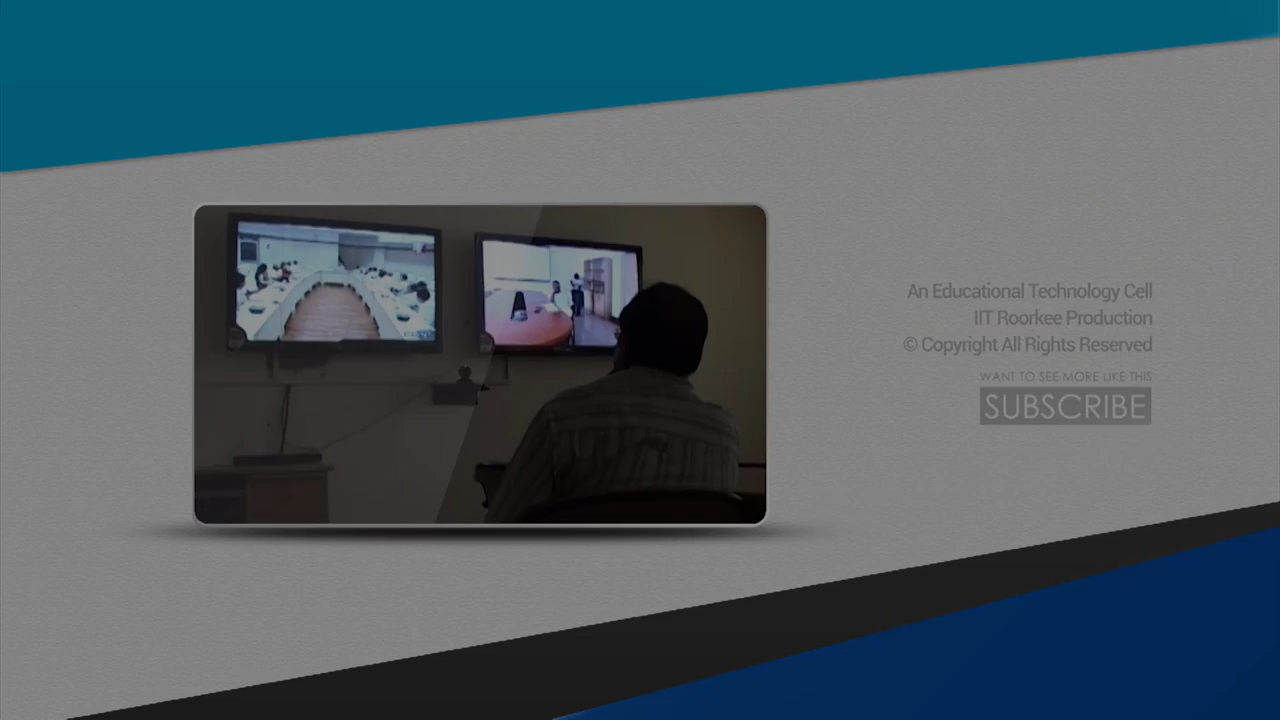 An Educational Technology Cell
IIT Roorkee Production
© Copyright All Rights Reserved
WANT TO SEE MORE LIKE THIS
SUBSCRIBE